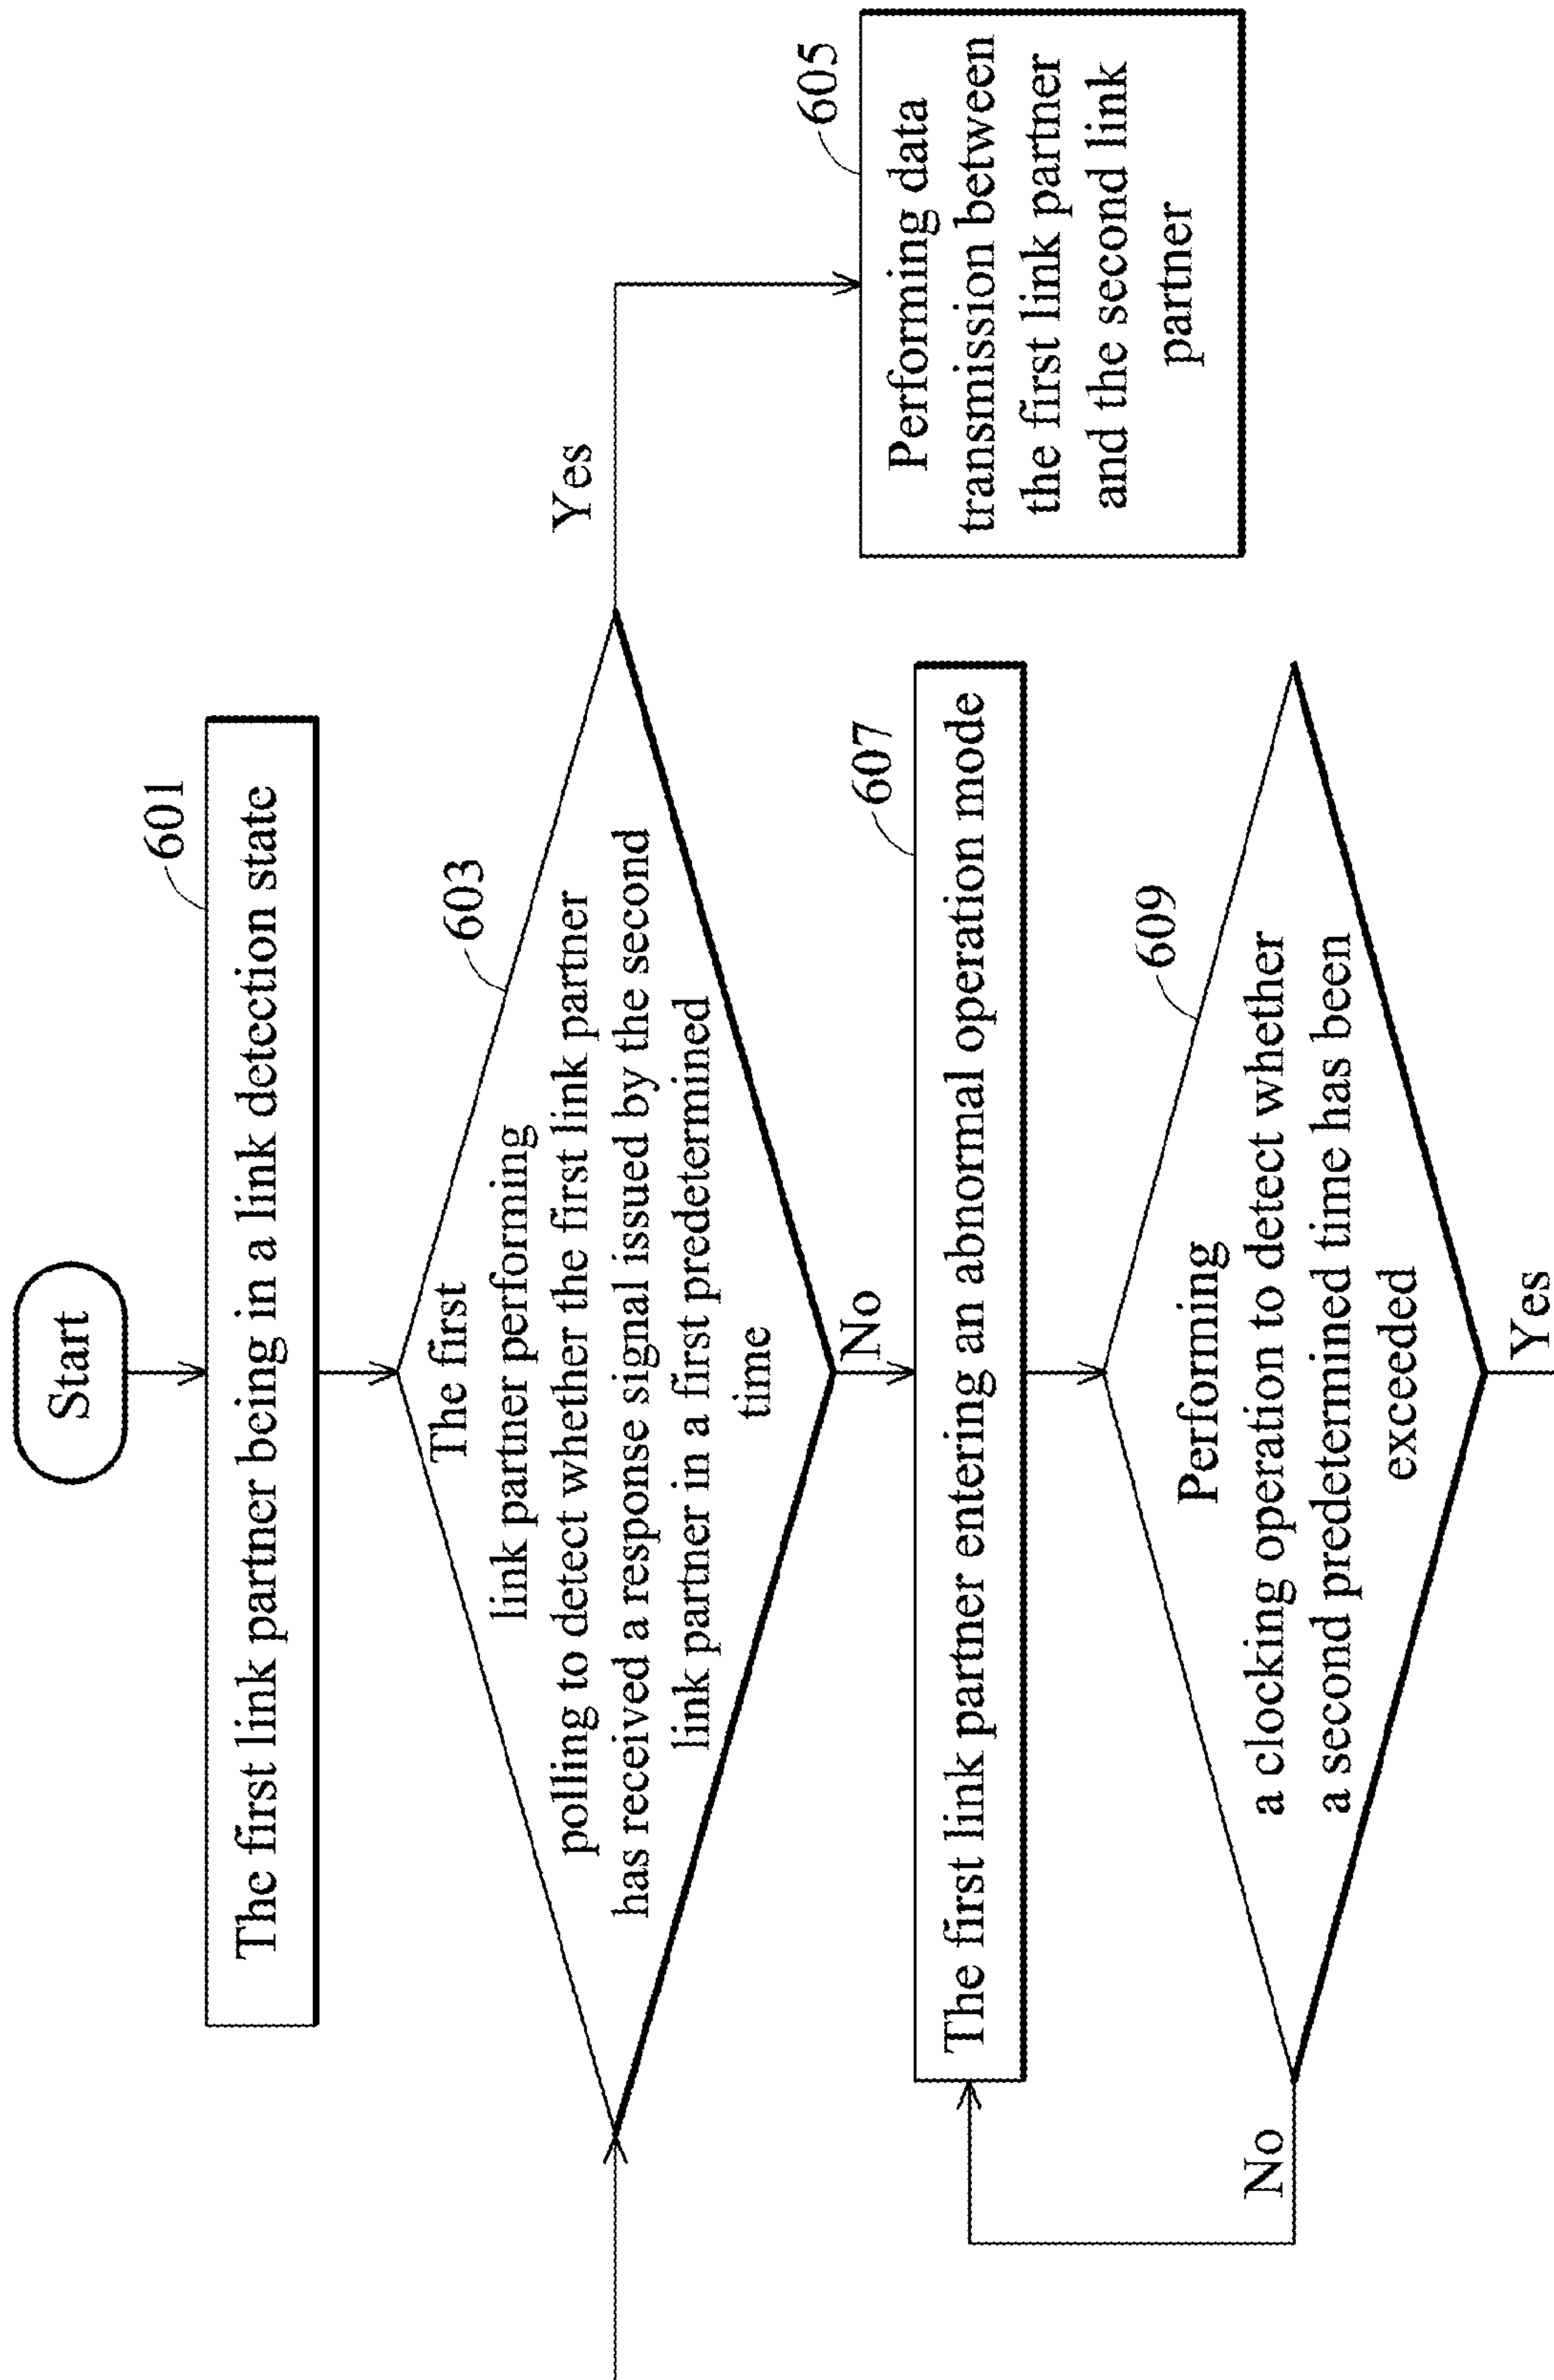 Start
601
The first link partner being in a link detection state
603
The first
link partner performing
polling to detect whether the first link partner
has received a response signal issued by the second
link partner in a first predetermined
time
Yes
605
Performing data
transmission between
the first link partner
and the second link
partner
No
607
The first link partner entering an abnormal operation mode
609
Performing
a clocking operation to detect whether
a second predetermined time has been
exceeded
No
Yes